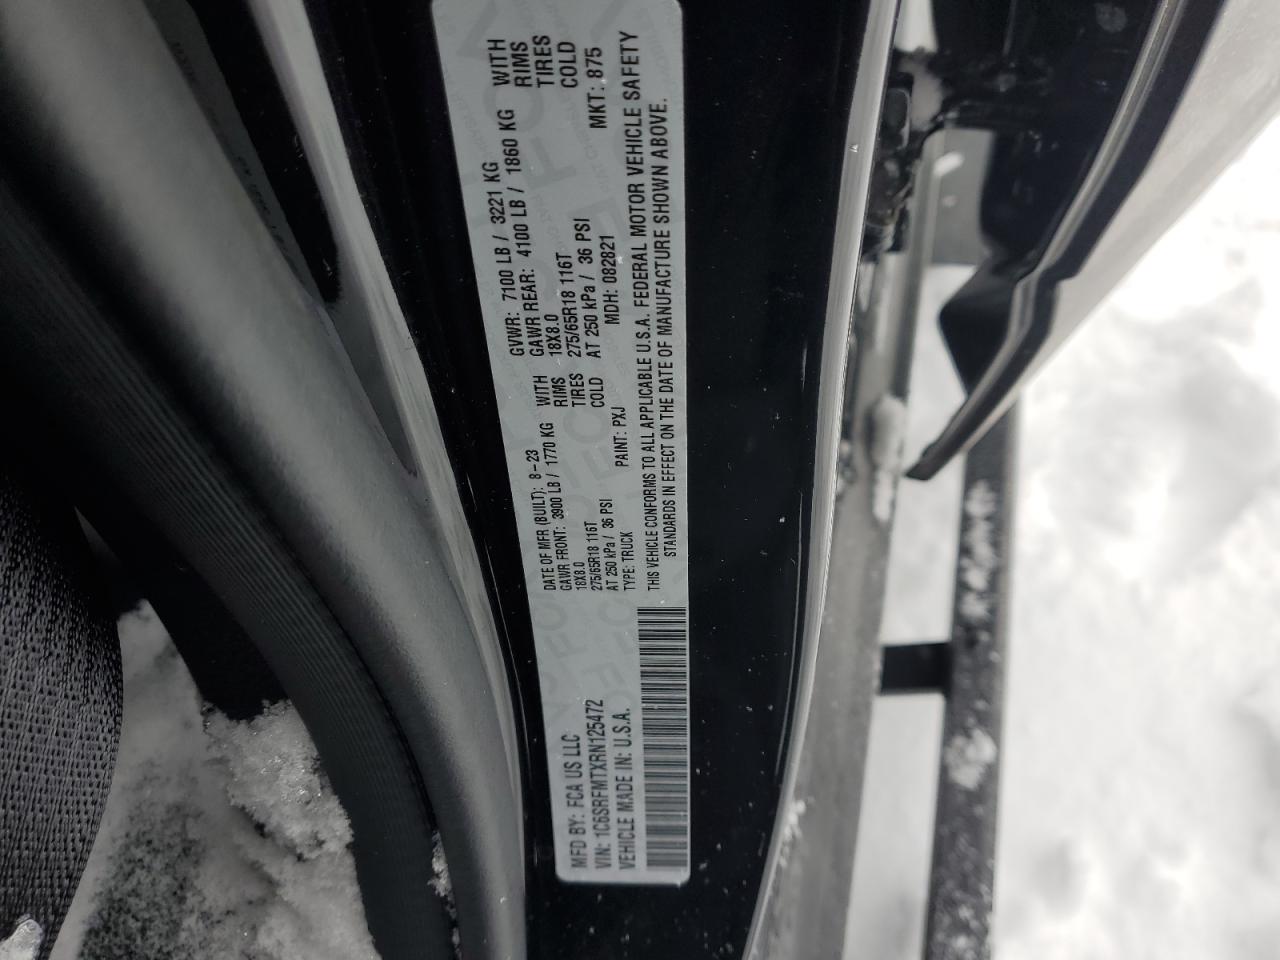 MFD BY: FCA US LLC
VIN: 1C6SRFMTXRN125472
VEHICLE MADE IN: U.S.A.
DATE OF MFR (BUILT): 8-23 GVWR: 7100 LB / 3221 KG
GAWR FRONT: 3900 LB / 1770 KG WITH GAWR REAR: 4100 LB / 1860 KG WITH
18X8.0 RIMS 18X8.0 RIMS
275/65R18 116T TIRES 275/65R18 116T TIRES
AT 250 kPa / 36 PSI COLD AT 250 kPa / 36 PSI COLD
TYPE: TRUCK PAINT: PXJ MDH: 082821 MKT: 875
THIS VEHICLE CONFORMS TO ALL APPLICABLE U.S.A. FEDERAL MOTOR VEHICLE SAFETY
STANDARDS IN EFFECT ON THE DATE OF MANUFACTURE SHOWN ABOVE.